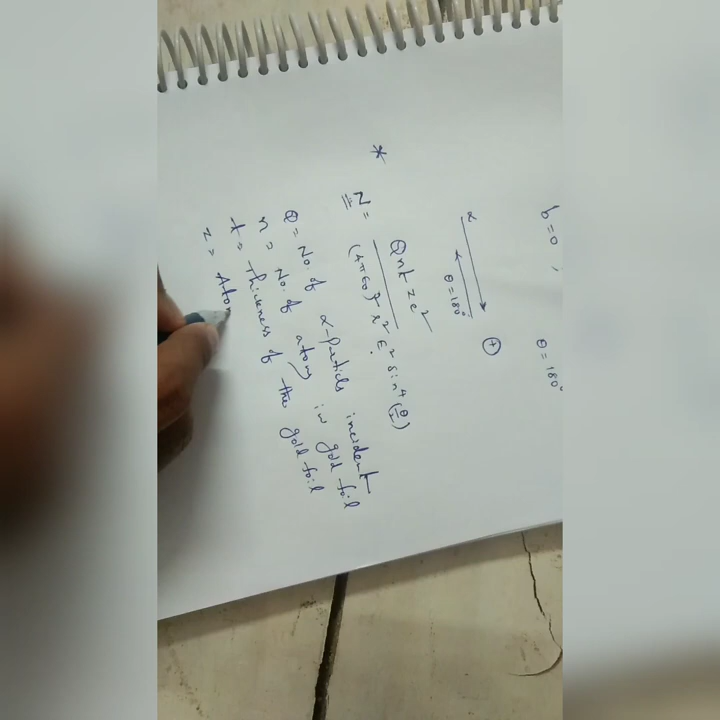 b=0, θ = 180°
α
θ = 180°
+
*
N = Qntze² / (4πϵ₀)² r² E² sin⁴(θ/2)
Q = No. of α-particles incident
n = No. of atoms in gold foil
t = Thickness of the gold foil
z = Ato